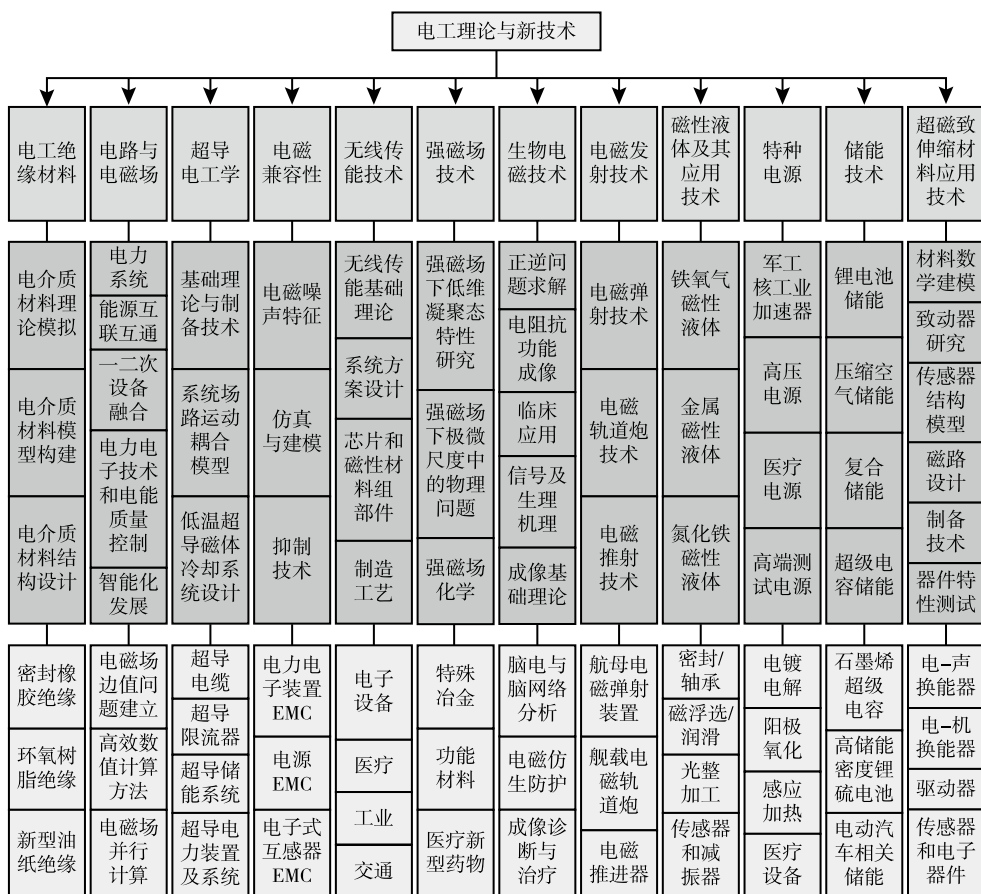 电工理论与新技术
电工绝
缘材料
电路与
电磁场
超导
电工学
电磁
兼容性
无线传
能技术
强磁场
技术
生物电
磁技术
电磁发
射技术
磁性液
体及其
应用
技术
特种
电源
储能
技术
超磁致
伸缩材
料应用
技术
电介质
材料理
论模拟
电介质
材料模
型构建
电介质
材料结
构设计
电力
系统
能源互
联互通
一二次
设备
融合
电力电
子技术
和电能
质量
控制
智能化
发展
基础理
论与制
备技术
系统场
路运动
耦合
模型
低温超
导磁体
冷却系
统设计
电磁噪
声特征
仿真
与建模
抑制
技术
无线传
能基础
理论
系统方
案设计
芯片和
磁性材
料组
部件
制造
工艺
强磁场
下低维
凝聚态
特性
研究
强磁场
下极微
尺度中
的物理
问题
强磁场
化学
正逆问
题求解
电阻抗
功能
成像
临床
应用
信号及
生理
机理
成像基
础理论
电磁弹
射技术
电磁
轨道炮
技术
电磁
推射
技术
铁氧气
磁性
液体
金属
磁性
液体
氮化铁
磁性
液体
军工
核工业
加速器
高压
电源
医疗
电源
高端测
试电源
锂电池
储能
压缩空
气储能
复合
储能
超级电
容储能
材料数
学建模
致动器
研究
传感器
结构
模型
磁路
设计
制备
技术
器件特
性测试
密封橡
胶绝缘
环氧树
脂绝缘
新型油
纸绝缘
电磁场
边值问
题建立
高效数
值计算
方法
电磁场
并行
计算
超导
电缆
超导
限流器
超导储
能系统
超导电
力装置
及系统
电力电
子装置
EMC
电源
EMC
电子式
互感器
EMC
电子
设备
医疗
工业
交通
特殊
冶金
功能
材料
医疗新
型药物
脑电与
脑网络
分析
电磁仿
生防护
成像诊
断与
治疗
航母电
磁弹射
装置
舰载电
磁轨
道炮
电磁
推进器
密封/
轴承
磁浮选/
润滑
光整
加工
传感器
和减
振器
电镀
电解
阳极
氧化
感应
加热
医疗
设备
石墨烯
超级
电容
高储能
密度锂
硫电池
电动汽
车相关
储能
电-声
换能器
电-机
换能器
驱动器
传感器
和电子
器件